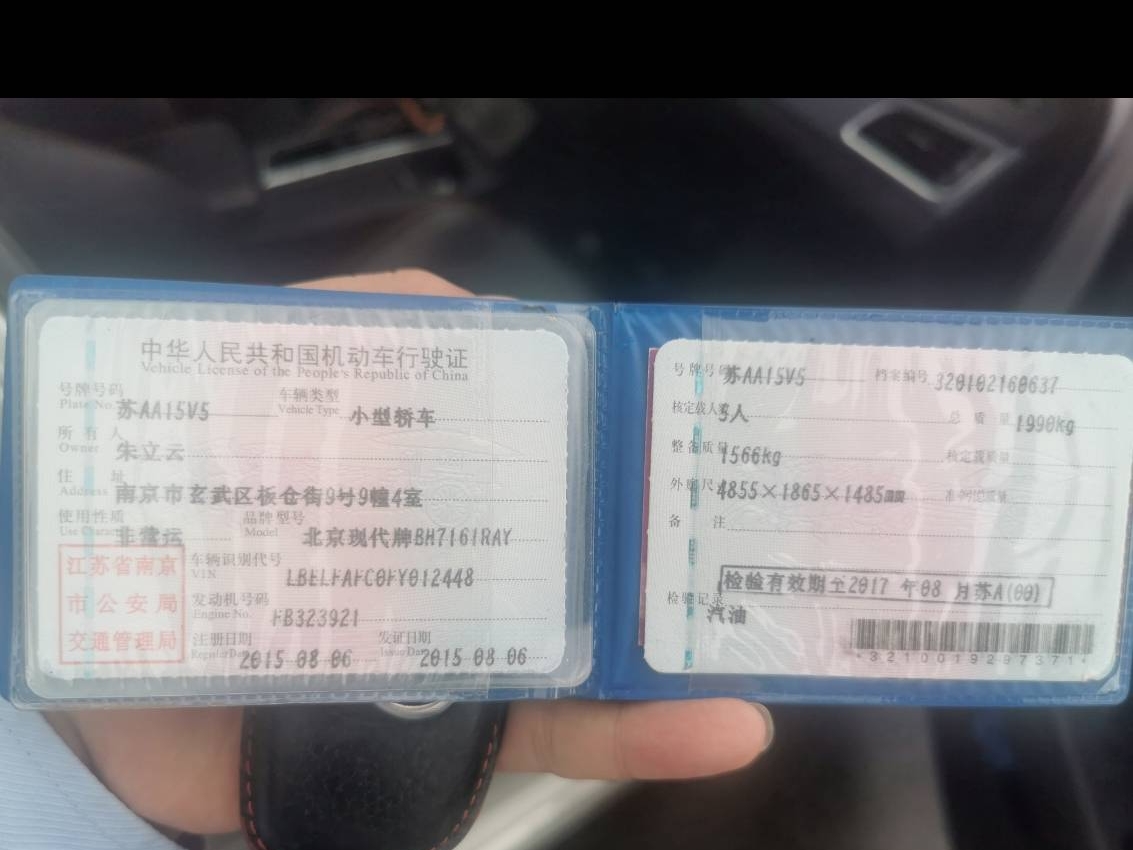 中华人民共和国机动车行驶证
Vehicle License of the People's Republic of China
号牌号码 苏AA15V5 车辆类型 小型轿车
Plate No. Vehicle Type
所有人 朱立云
Owner
住址 南京市玄武区板仓街9号9幢4室
Address
使用性质 非营运 品牌型号 北京现代牌BH7161RAY
Use Character Model
江苏省南京
市公安局
交通管理局
车辆识别代号 LBELFAFC0FY012448
VIN
发动机号码 FB323921
Engine No.
注册日期 2015 08 06 发证日期 2015 08 06
Register Date Issue Date
号牌号码 苏AA15V5 档案编号 320102160637
核定载人数 5人 总质量 1990kg
整备质量 1566kg 核定载质量
外廓尺 4855×1865×1485 准牵引总质量
备注
检验有效期至2017 年08 月苏A(00)
检验记录
汽油
*3210019297371*